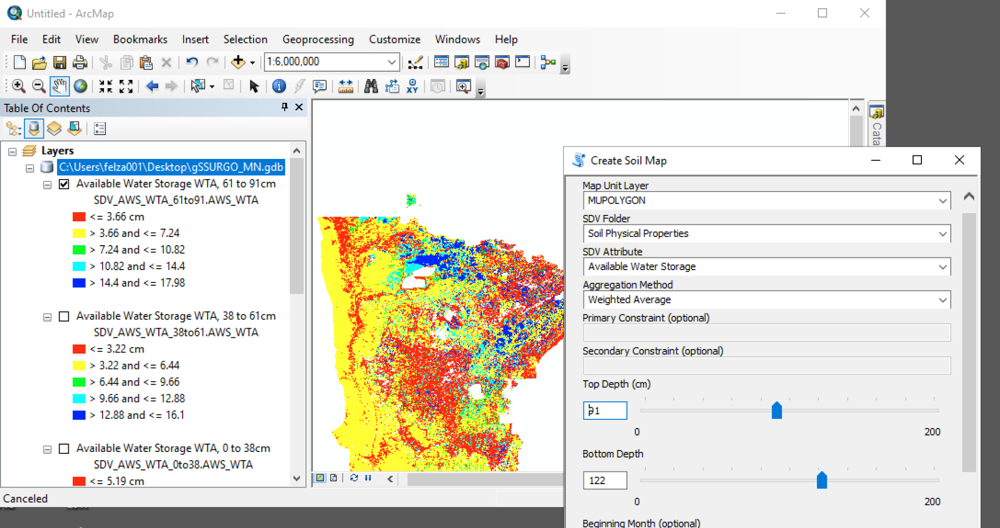 Untitled - ArcMap
File Edit View Bookmarks Insert Selection Geoprocessing Customize Windows Help
1:6,000,000
XY
Table Of Contents
Cata
Layers
C:\Users\felza001\Desktop\gSSURGO_MN.gdb
Available Water Storage WTA, 61 to 91cm
SDV_AWS_WTA_61to91.AWS_WTA
<= 3.66 cm
> 3.66 and <= 7.24
> 7.24 and <= 10.82
> 10.82 and <= 14.4
> 14.4 and <= 17.98
Available Water Storage WTA, 38 to 61cm
SDV_AWS_WTA_38to61.AWS_WTA
<= 3.22 cm
> 3.22 and <= 6.44
> 6.44 and <= 9.66
> 9.66 and <= 12.88
> 12.88 and <= 16.1
Available Water Storage WTA, 0 to 38cm
SDV_AWS_WTA_0to38.AWS_WTA
<= 5.19 cm
Canceled
Create Soil Map
Map Unit Layer
MUPOLYGON
SDV Folder
Soil Physical Properties
SDV Attribute
Available Water Storage
Aggregation Method
Weighted Average
Primary Constraint (optional)
Secondary Constraint (optional)
Top Depth (cm)
91
0 200
Bottom Depth
122
0 200
Beginning Month (optional)